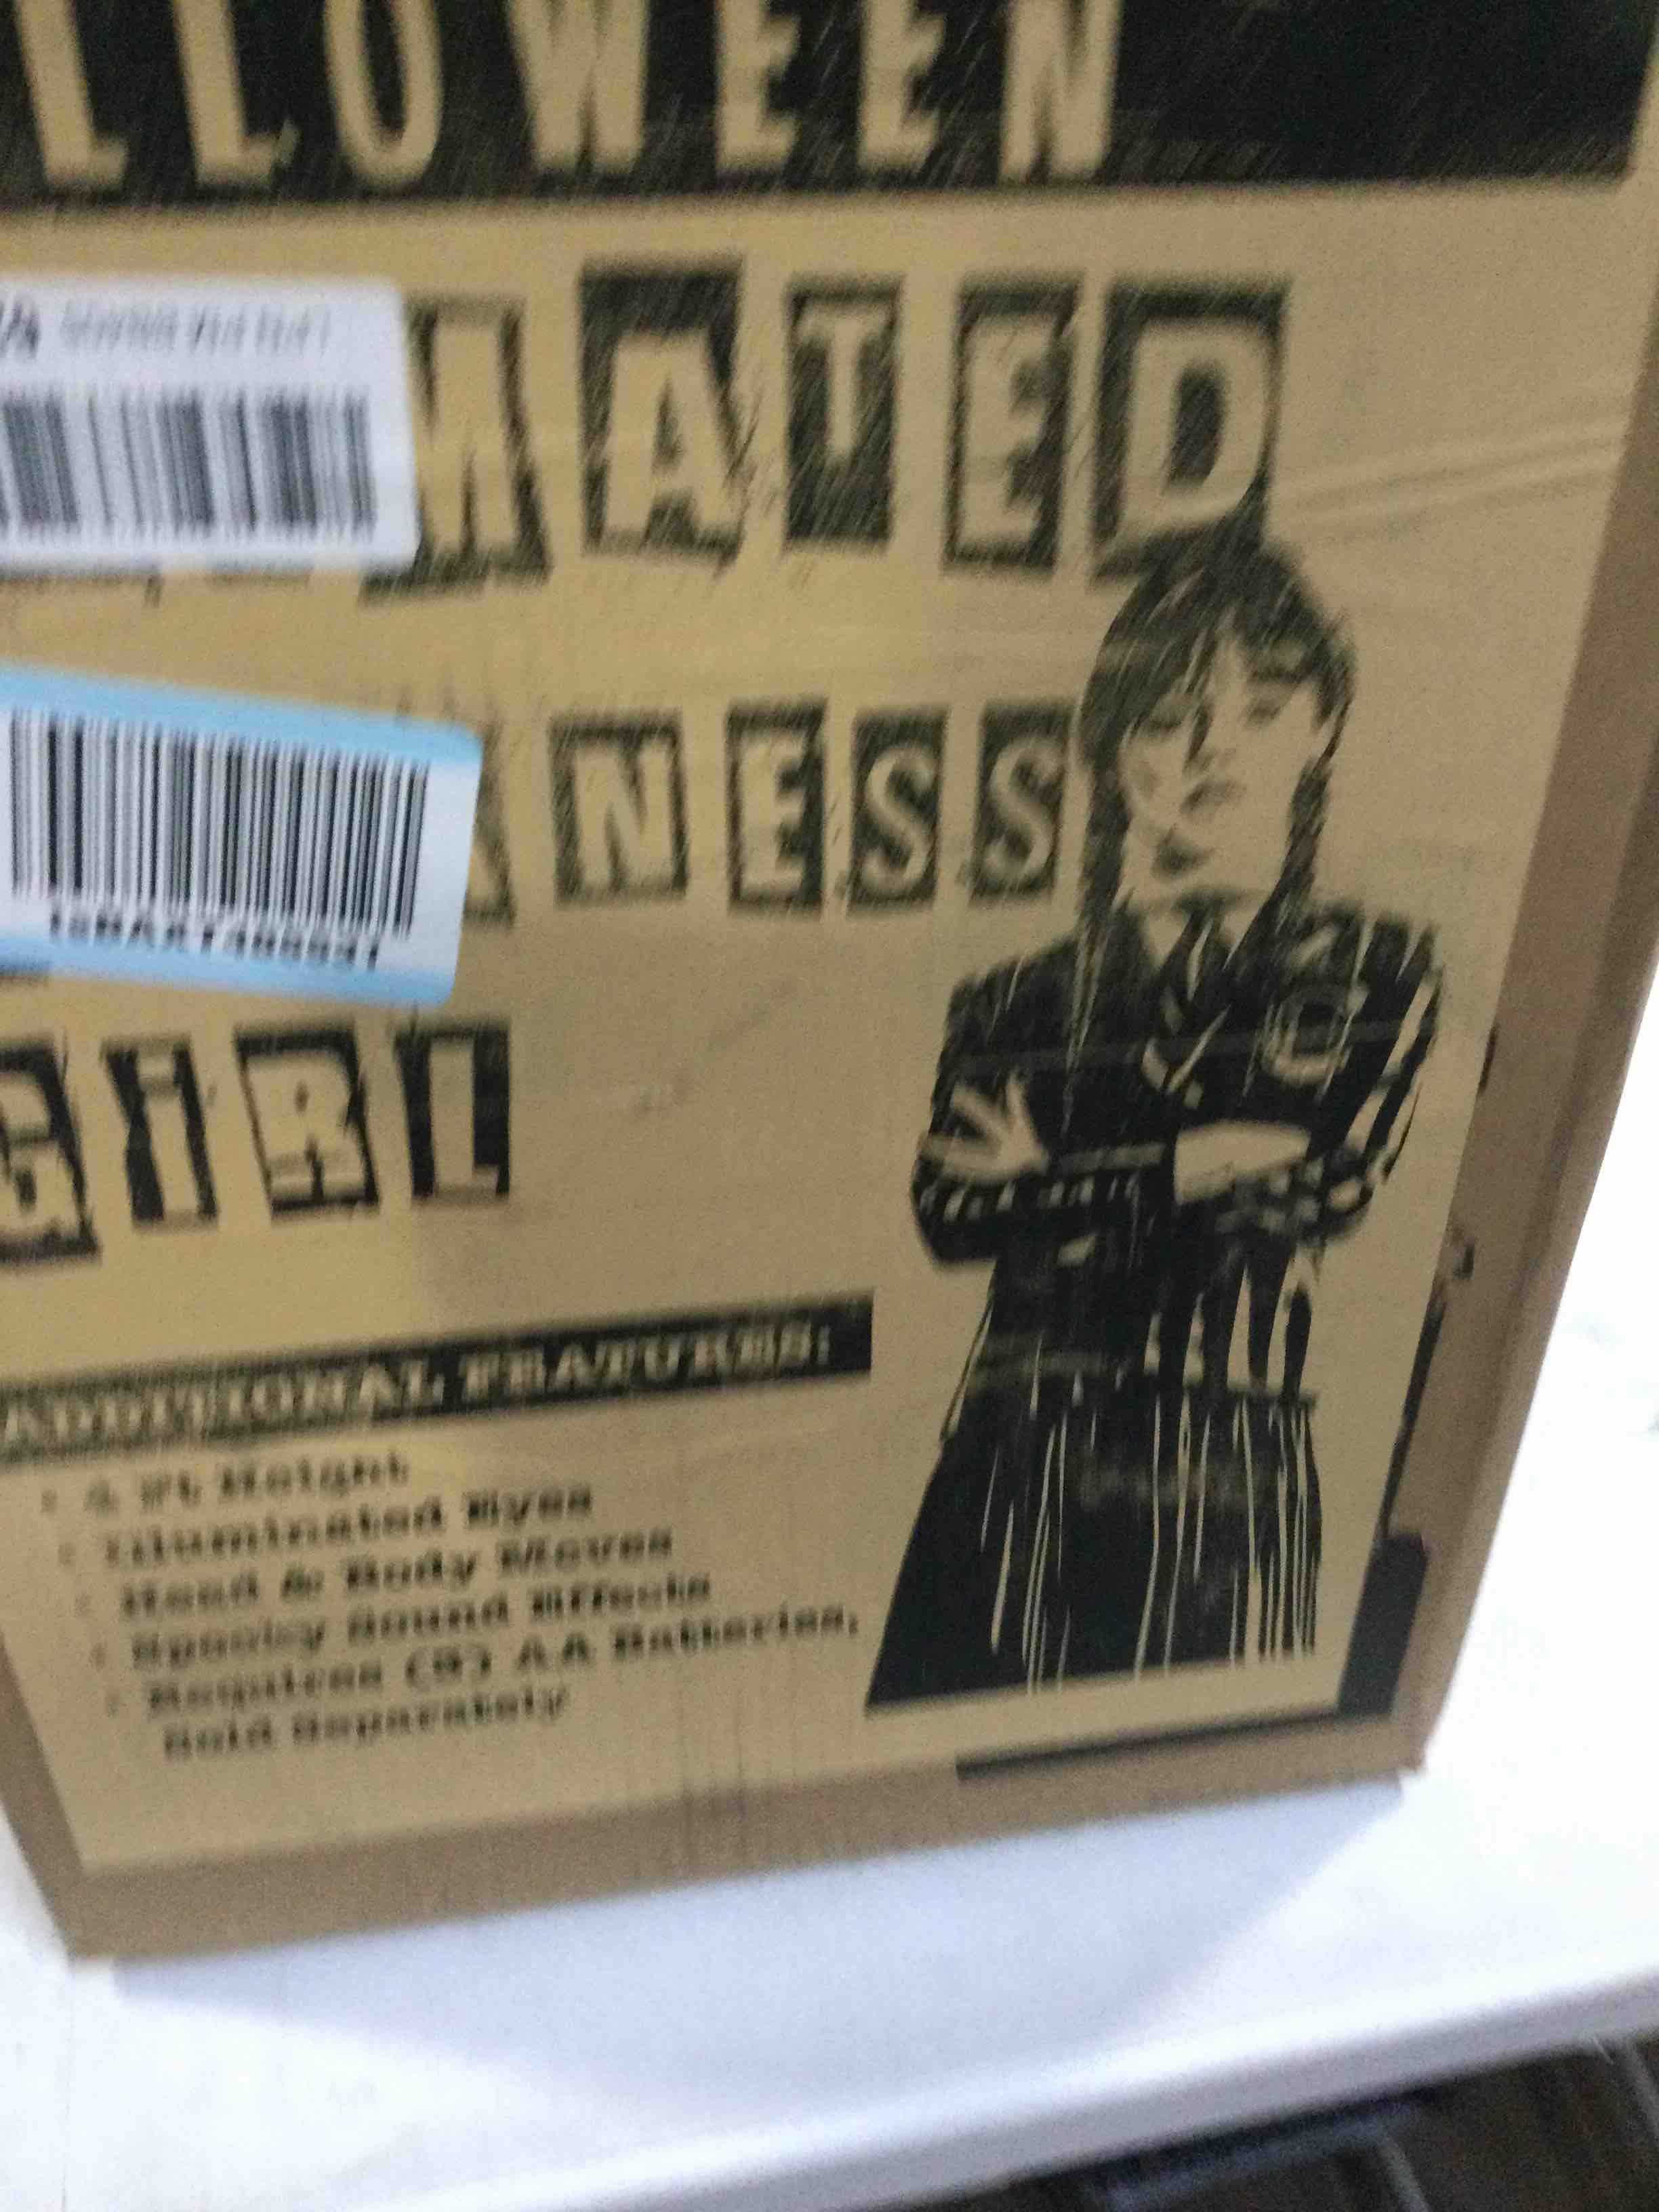 LLOWEEN
MATED
NESS
GIRL
ADDITIONAL FEATURES:
• 4 Ft Height
• Illuminated Eyes
• Head & Body Moves
• Spooky Sound Effects
• Requires AA Batteries,
Sold Separately